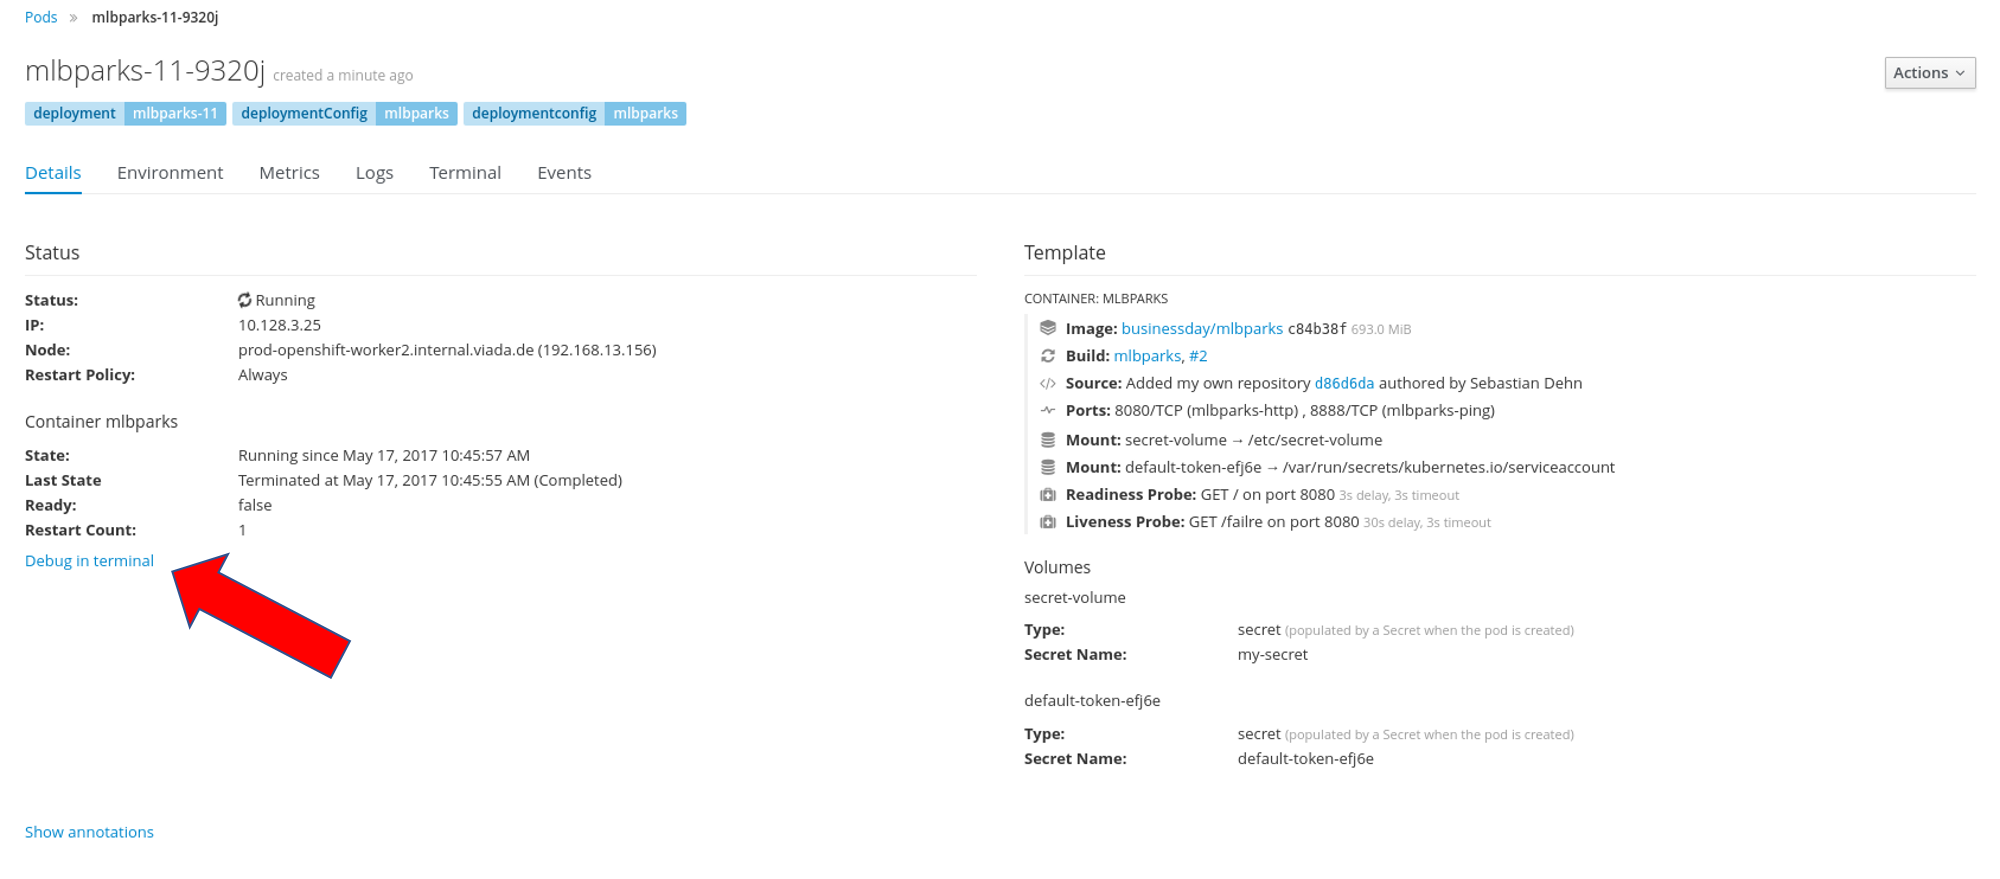 Pods » mlbparks-11-9320j
mlbparks-11-9320j created a minute ago
Actions
deployment mlbparks-11 deploymentConfig mlbparks deploymentconfig mlbparks
Details Environment Metrics Logs Terminal Events
Status
Status: Running
IP: 10.128.3.25
Node: prod-openshift-worker2.internal.viada.de (192.168.13.156)
Restart Policy: Always
Container mlbparks
State: Running since May 17, 2017 10:45:57 AM
Last State Terminated at May 17, 2017 10:45:55 AM (Completed)
Ready: false
Restart Count: 1
Debug in terminal
Show annotations
Template
CONTAINER: MLBPARKS
Image: businessday/mlbparks c84b38f 693.0 MiB
Build: mlbparks, #2
</> Source: Added my own repository d86d6da authored by Sebastian Dehn
Ports: 8080/TCP (mlbparks-http) , 8888/TCP (mlbparks-ping)
Mount: secret-volume → /etc/secret-volume
Mount: default-token-efj6e → /var/run/secrets/kubernetes.io/serviceaccount
Readiness Probe: GET / on port 8080 3s delay, 3s timeout
Liveness Probe: GET /failre on port 8080 30s delay, 3s timeout
Volumes
secret-volume
Type: secret (populated by a Secret when the pod is created)
Secret Name: my-secret
default-token-efj6e
Type: secret (populated by a Secret when the pod is created)
Secret Name: default-token-efj6e